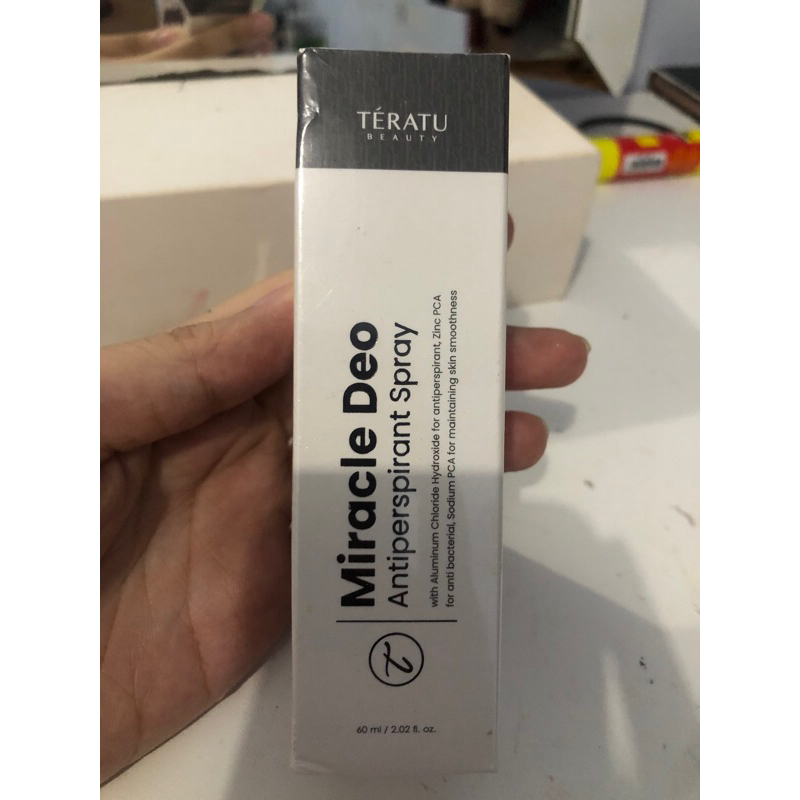 TÉRATU
BEAUTY
Miracle Deo
Antiperspirant Spray
with Aluminum Chloride Hydroxide for antiperspirant, Zinc PCA
for anti bacterial, Sodium PCA for maintaining skin smoothness
60 ml / 2.02 fl. oz.